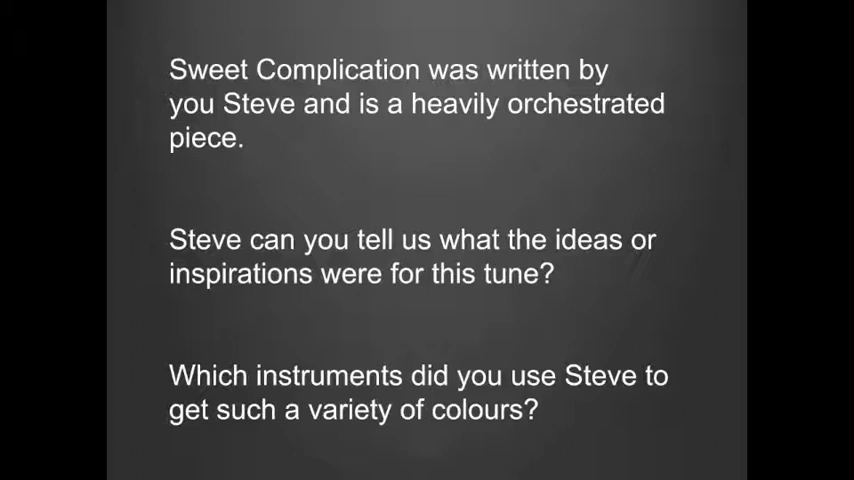 Sweet Complication was written by
you Steve and is a heavily orchestrated
piece.
Steve can you tell us what the ideas or
inspirations were for this tune?
Which instruments did you use Steve to
get such a variety of colours?